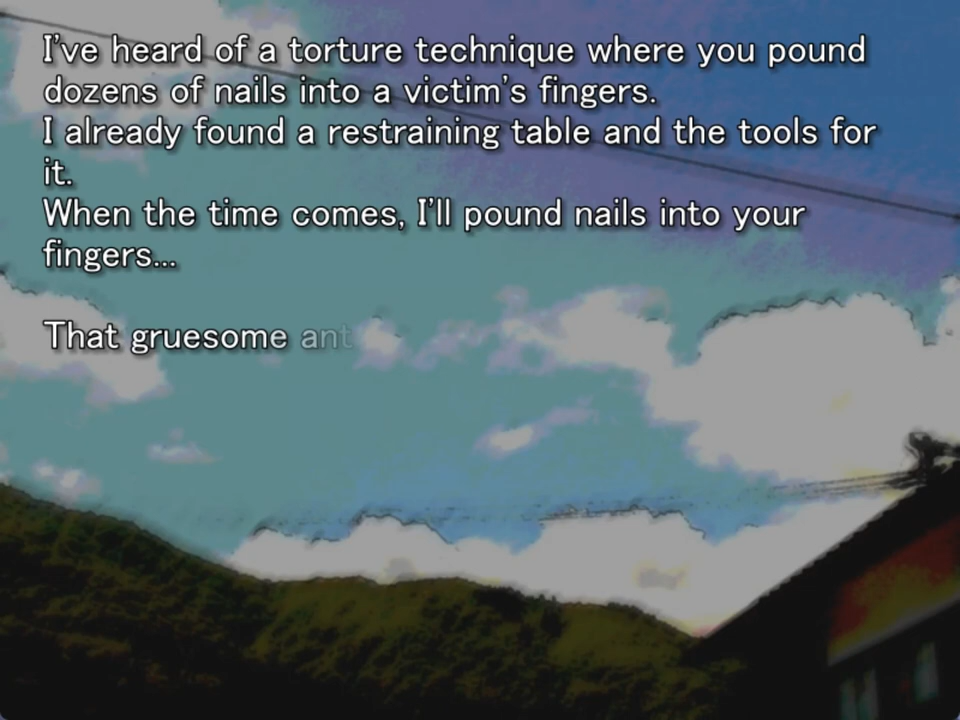 I've heard of a torture technique where you pound
dozens of nails into a victim's fingers.
I already found a restraining table and the tools for
it.
When the time comes, I'll pound nails into your
fingers...
That gruesome ant